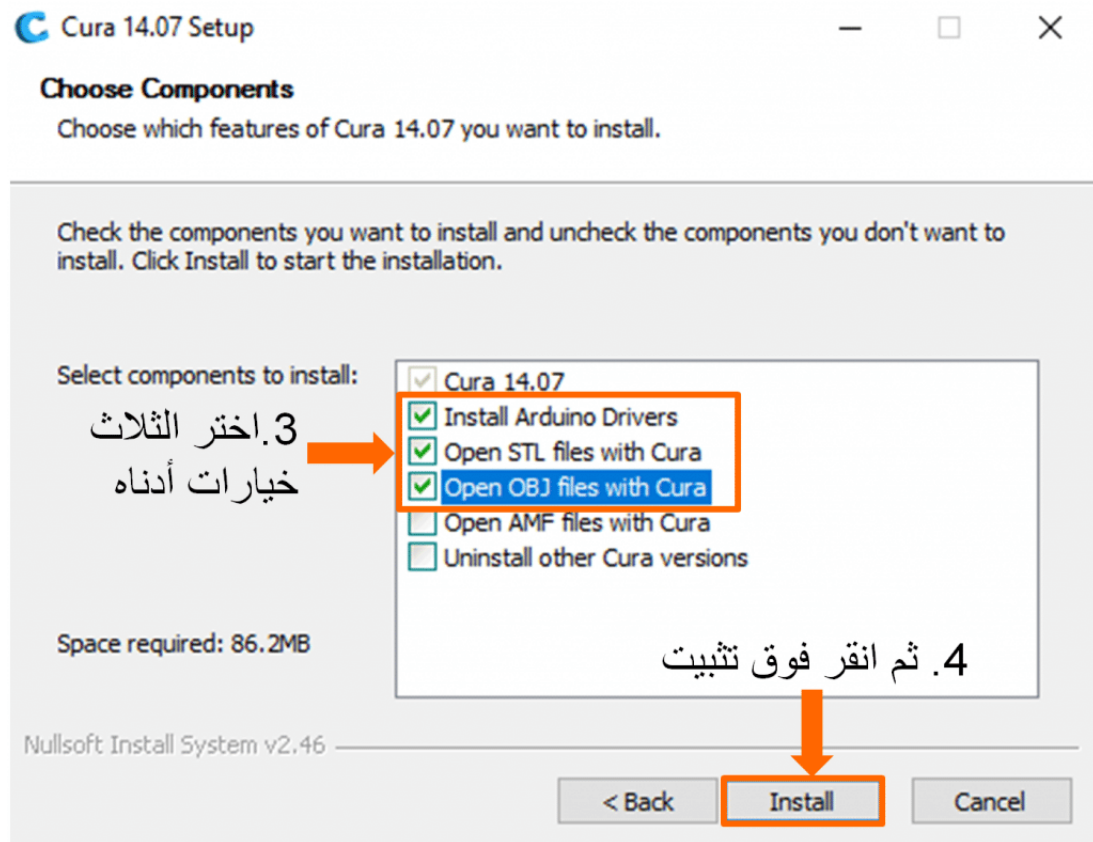 Cura 14.07 Setup
Choose Components
Choose which features of Cura 14.07 you want to install.
Check the components you want to install and uncheck the components you don't want to
install. Click Install to start the installation.
Select components to install:
Cura 14.07
Install Arduino Drivers
Open STL files with Cura
Open OBJ files with Cura
Open AMF files with Cura
Uninstall other Cura versions
3.اختر الثلاث
خيارات أدناه
Space required: 86.2MB
4. ثم انقر فوق تثبيت
Nullsoft Install System v2.46
< Back
Install
Cancel